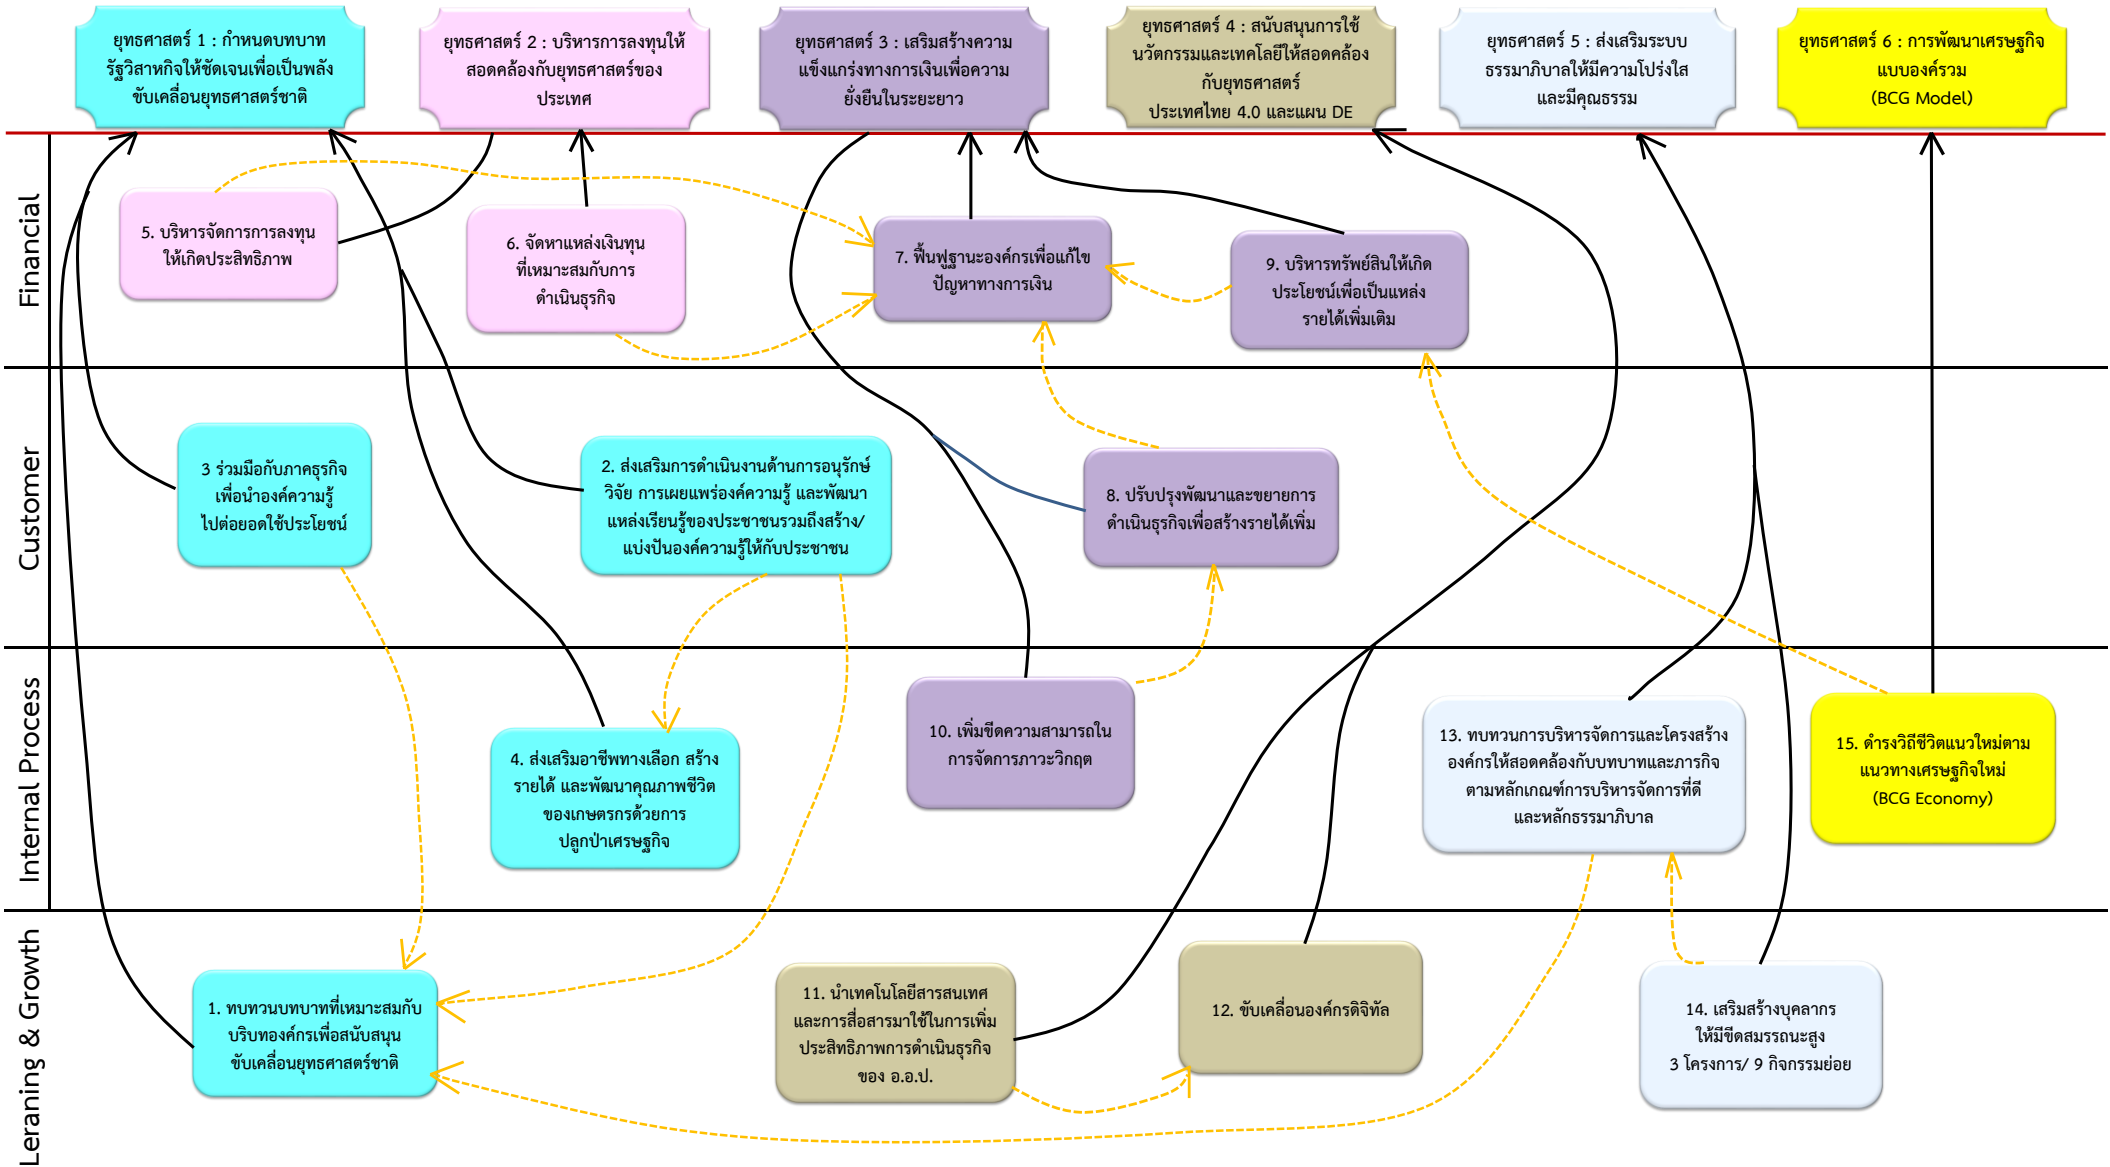 ยุทธศาสตร์ 1 : กำหนดบทบาท
รัฐวิสาหกิจให้ชัดเจนเพื่อเป็นพลัง
ขับเคลื่อนยุทธศาสตร์ชาติ
ยุทธศาสตร์ 2 : บริหารการลงทุนให้
สอดคล้องกับยุทธศาสตร์ของ
ประเทศ
ยุทธศาสตร์ 3 : เสริมสร้างความ
แข็งแกร่งทางการเงินเพื่อความ
ยั่งยืนในระยะยาว
ยุทธศาสตร์ 4 : สนับสนุนการใช้
นวัตกรรมและเทคโนโลยีให้สอดคล้อง
กับยุทธศาสตร์
ประเทศไทย 4.0 และแผน DE
ยุทธศาสตร์ 5 : ส่งเสริมระบบ
ธรรมาภิบาลให้มีความโปร่งใส
และมีคุณธรรม
ยุทธศาสตร์ 6 : การพัฒนาเศรษฐกิจ
แบบองค์รวม
(BCG Model)
Financial
5. บริหารจัดการการลงทุน
ให้เกิดประสิทธิภาพ
6. จัดหาแหล่งเงินทุน
ที่เหมาะสมกับการ
ดำเนินธุรกิจ
7. ฟื้นฟูฐานะองค์กรเพื่อแก้ไข
ปัญหาทางการเงิน
9. บริหารทรัพย์สินให้เกิด
ประโยชน์เพื่อเป็นแหล่ง
รายได้เพิ่มเติม
Customer
3 ร่วมมือกับภาคธุรกิจ
เพื่อนำองค์ความรู้
ไปต่อยอดใช้ประโยชน์
2. ส่งเสริมการดำเนินงานด้านการอนุรักษ์
วิจัย การเผยแพร่องค์ความรู้ และพัฒนา
แหล่งเรียนรู้ของประชาชนรวมถึงสร้าง/
แบ่งปันองค์ความรู้ให้กับประชาชน
8. ปรับปรุงพัฒนาและขยายการ
ดำเนินธุรกิจเพื่อสร้างรายได้เพิ่ม
Internal Process
4. ส่งเสริมอาชีพทางเลือก สร้าง
รายได้ และพัฒนาคุณภาพชีวิต
ของเกษตรกรด้วยการ
ปลูกป่าเศรษฐกิจ
10. เพิ่มขีดความสามารถใน
การจัดการภาวะวิกฤต
13. ทบทวนการบริหารจัดการและโครงสร้าง
องค์กรให้สอดคล้องกับบทบาทและภารกิจ
ตามหลักเกณฑ์การบริหารจัดการที่ดี
และหลักธรรมาภิบาล
15. ดำรงวิถีชีวิตแนวใหม่ตาม
แนวทางเศรษฐกิจใหม่
(BCG Economy)
Leraning & Growth
1. ทบทวนบทบาทที่เหมาะสมกับ
บริบทองค์กรเพื่อสนับสนุน
ขับเคลื่อนยุทธศาสตร์ชาติ
11. นำเทคโนโลยีสารสนเทศ
และการสื่อสารมาใช้ในการเพิ่ม
ประสิทธิภาพการดำเนินธุรกิจ
ของ อ.อ.ป.
12. ขับเคลื่อนองค์กรดิจิทัล
14. เสริมสร้างบุคลากร
ให้มีขีดสมรรถนะสูง
3 โครงการ/ 9 กิจกรรมย่อย